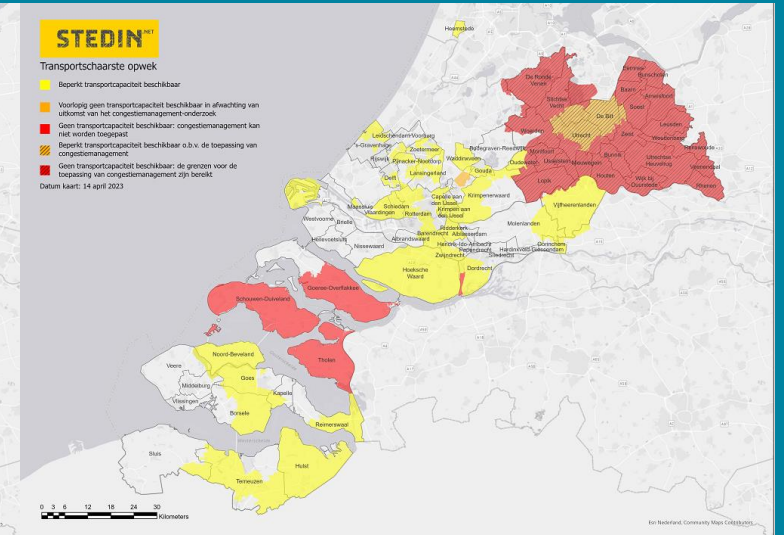 STEDIN.NET
Transportschaarste opwek
Beperkt transportcapaciteit beschikbaar
Voorlopig geen transportcapaciteit beschikbaar in afwachting van
uitkomst van het congestiemanagement-onderzoek
Geen transportcapaciteit beschikbaar: congestiemanagement kan
niet worden toegepast
Beperkt transportcapaciteit beschikbaar o.b.v. de toepassing van
congestiemanagement
Geen transportcapaciteit beschikbaar: de grenzen voor de
toepassing van congestiemanagement zijn bereikt
Datum kaart: 14 april 2023
Heemstede
De Ronde
Venen
Stichtse
Vecht
Eemnes
Bunschoten
Baarn
Amersfoort
Soest
De Bilt
Leusden
Woerden
Utrecht
Zeist
Woudenberg
Renswoude
Montfoort
Bunnik
Utrechtse
Heuvelrug
Veenendaal
Oudewater
IJsselstein
Nieuwegein
Houten
Wijk bij
Duurstede
Rhenen
Lopik
Leidschendam-Voorburg
's-Gravenhage
Zoetermeer
Bodegraven-Reeuwijk
Rijswijk
Pijnacker-Nootdorp
Waddinxveen
Delft
Lansingerland
Gouda
Krimpenerwaard
Capelle aan
den IJssel
Vijfheerenlanden
Maassluis
Schiedam
Vlaardingen
Rotterdam
Krimpen aan
den IJssel
Westvoorne
Brielle
Molenlanden
Ridderkerk
Barendrecht
Alblasserdam
Albrandswaard
Hellevoetsluis
Nissewaard
Hendrik-Ido-Ambacht
Papendrecht
Zwijndrecht
Sliedrecht
Hardinxveld-Giessendam
Gorinchem
Hoeksche
Waard
Dordrecht
Goeree-Overflakkee
Schouwen-Duiveland
Tholen
Noord-Beveland
Veere
Goes
Middelburg
Kapelle
Vlissingen
Borsele
Reimerswaal
Sluis
Hulst
Terneuzen
0 3 6 12 18 24 30
Kilometers
Esri Nederland, Community Maps Contributors